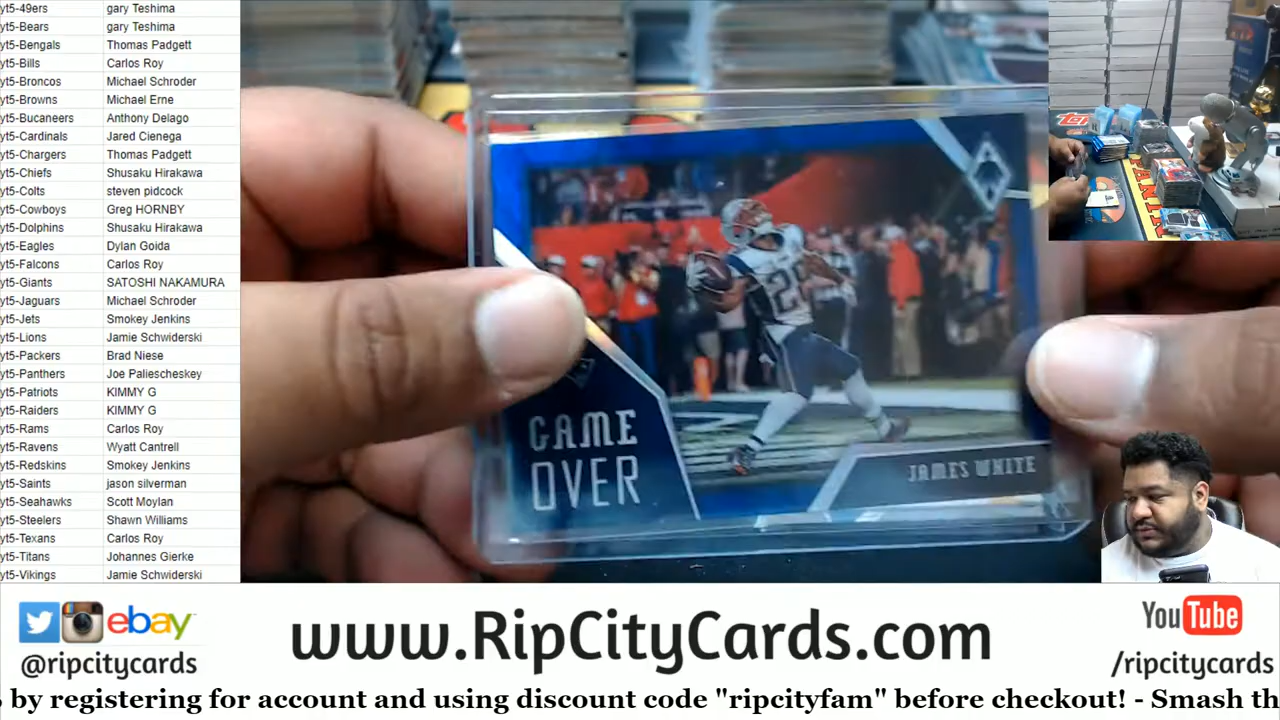 yt5-49ers gary Teshima
yt5-Bears gary Teshima
yt5-Bengals Thomas Padgett
yt5-Bills Carlos Roy
yt5-Broncos Michael Schroder
yt5-Browns Michael Erne
yt5-Bucaneers Anthony Delago
yt5-Cardinals Jared Cienega
yt5-Chargers Thomas Padgett
yt5-Chiefs Shusaku Hirakawa
yt5-Colts steven pidcock
yt5-Cowboys Greg HORNBY
yt5-Dolphins Shusaku Hirakawa
yt5-Eagles Dylan Goida
yt5-Falcons Carlos Roy
yt5-Giants SATOSHI NAKAMURA
yt5-Jaguars Michael Schroder
yt5-Jets Smokey Jenkins
yt5-Lions Jamie Schwiderski
yt5-Packers Brad Niese
yt5-Panthers Joe Paliescheskey
yt5-Patriots KIMMY G
yt5-Raiders KIMMY G
yt5-Rams Carlos Roy
yt5-Ravens Wyatt Cantrell
yt5-Redskins Smokey Jenkins
yt5-Saints jason silverman
yt5-Seahawks Scott Moylan
yt5-Steelers Shawn Williams
yt5-Texans Carlos Roy
yt5-Titans Johannes Gierke
yt5-Vikings Jamie Schwiderski
GAME
OVER
JAMES WHITE
28
Topps
PANINI
ebay
@ripcitycards
www.RipCityCards.com
YouTube
/ripcitycards
s by registering for account and using discount code "ripcityfam" before checkout! - Smash th